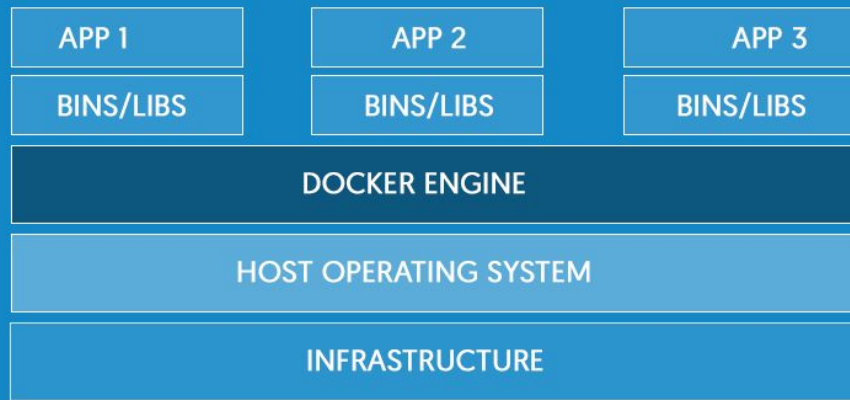 APP 1
APP 2
APP 3
BINS/LIBS
BINS/LIBS
BINS/LIBS
DOCKER ENGINE
HOST OPERATING SYSTEM
INFRASTRUCTURE